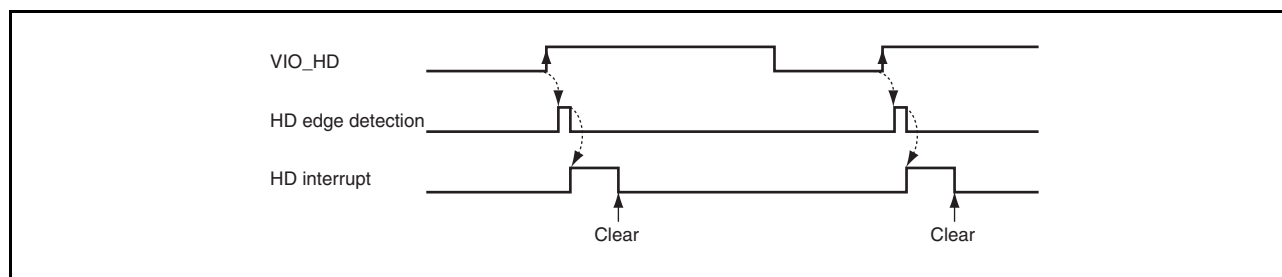 VIO_HD
HD edge detection
HD interrupt
Clear
Clear